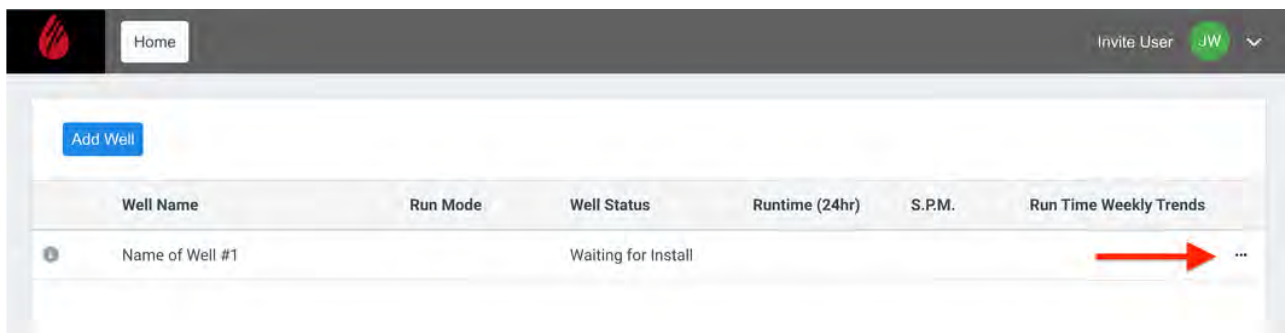 Home Invite User JW
Add Well
Well Name Run Mode Well Status Runtime (24hr) S.P.M. Run Time Weekly Trends
Name of Well #1 Waiting for Install ...